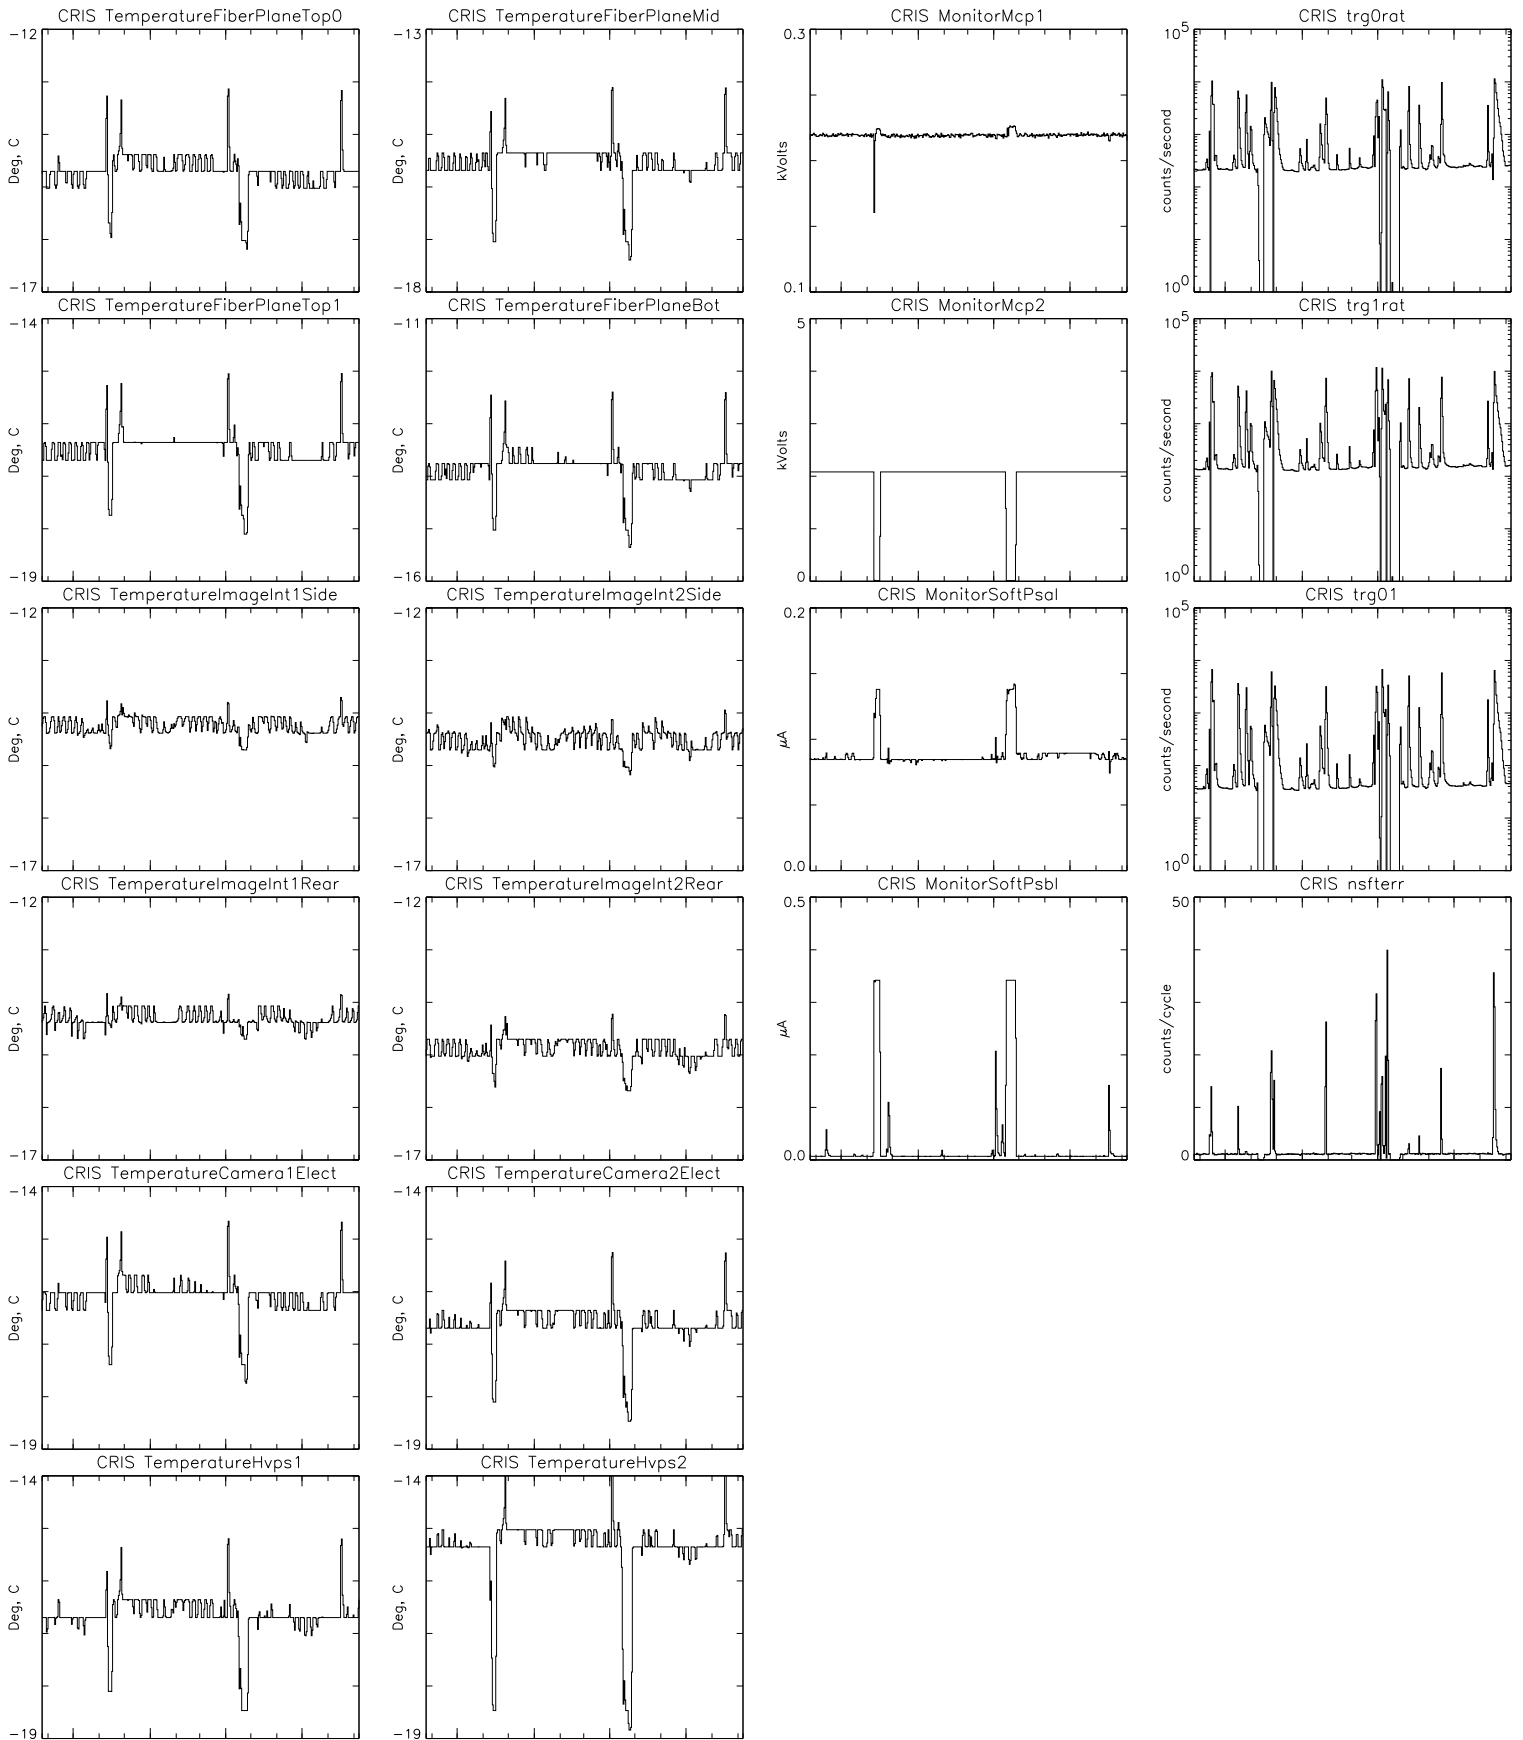 CRIS TemperatureFiberPlaneTop0
-12
Deg, C
-17
CRIS TemperatureFiberPlaneMid
-13
Deg, C
-18
CRIS MonitorMcp1
0.3
kVolts
0.1
CRIS trg0rat
10^5
counts/second
10^0
CRIS TemperatureFiberPlaneTop1
-14
Deg, C
-19
CRIS TemperatureFiberPlaneBot
-11
Deg, C
-16
CRIS MonitorMcp2
5
kVolts
0
CRIS trg1rat
10^5
counts/second
10^0
CRIS TemperatureImageInt1Side
-12
Deg, C
-17
CRIS TemperatureImageInt2Side
-12
Deg, C
-17
CRIS MonitorSoftPsaI
0.2
μA
0.0
CRIS trg01
10^5
counts/second
10^0
CRIS TemperatureImageInt1Rear
-12
Deg, C
-17
CRIS TemperatureImageInt2Rear
-12
Deg, C
-17
CRIS MonitorSoftPsbI
0.5
μA
0.0
CRIS nsfterr
50
counts/cycle
0
CRIS TemperatureCamera1Elect
-14
Deg, C
-19
CRIS TemperatureCamera2Elect
-14
Deg, C
-19
CRIS TemperatureHvps1
-14
Deg, C
-19
CRIS TemperatureHvps2
-14
Deg, C
-19